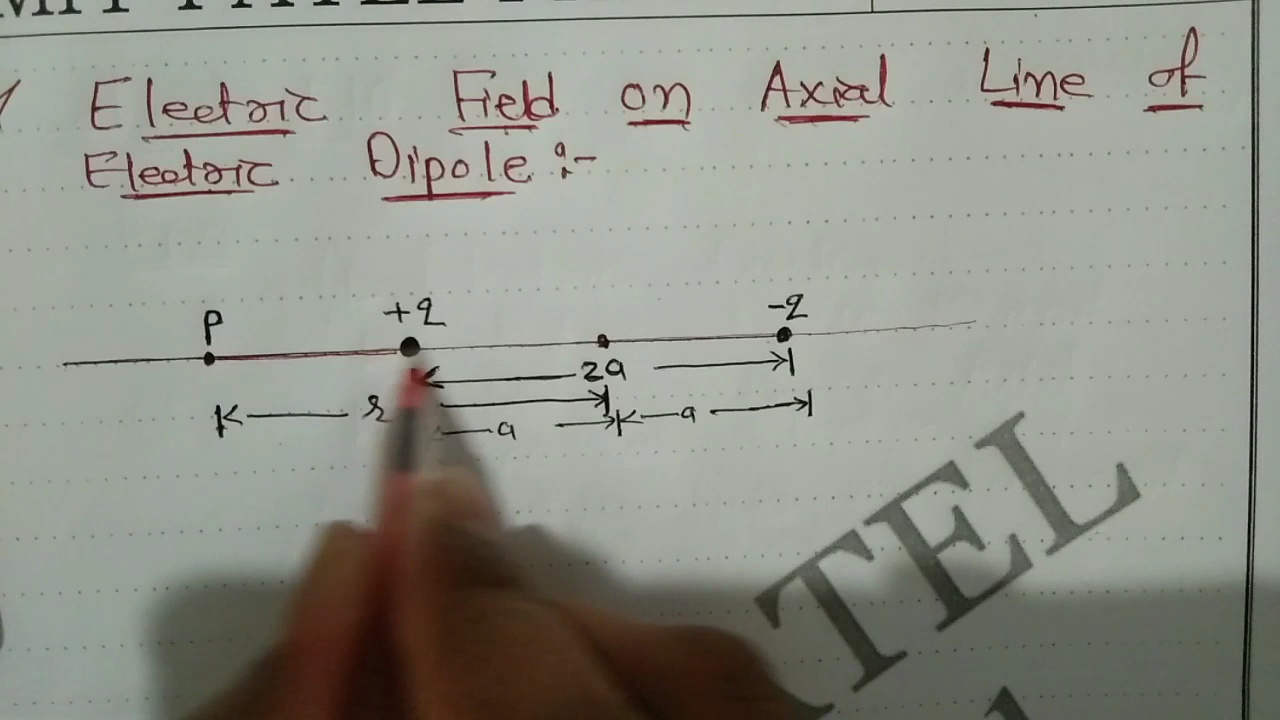 Electric Field on Axial Line of
Electric Dipole :-
P +q -q
2a
r
a a
TEL